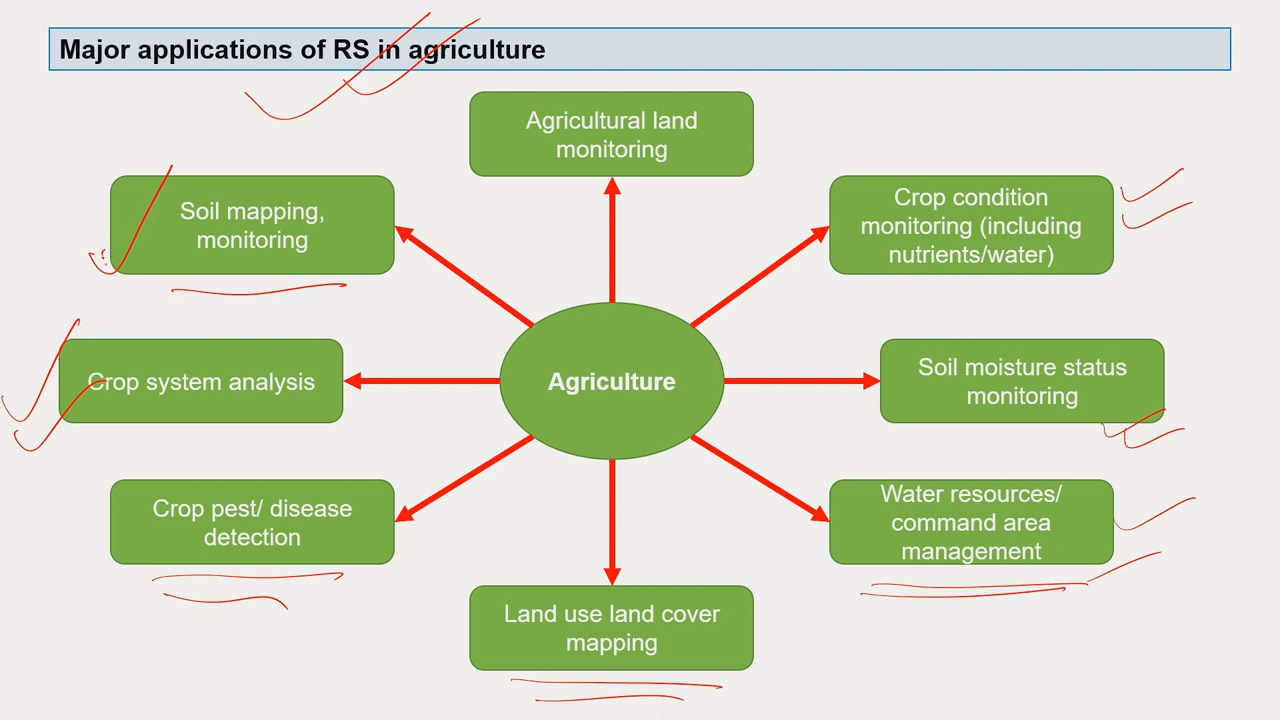 Major applications of RS in agriculture
Agricultural land
monitoring
Soil mapping,
monitoring
Crop condition
monitoring (including
nutrients/water)
Crop system analysis
Agriculture
Soil moisture status
monitoring
Crop pest/ disease
detection
Water resources/
command area
management
Land use land cover
mapping